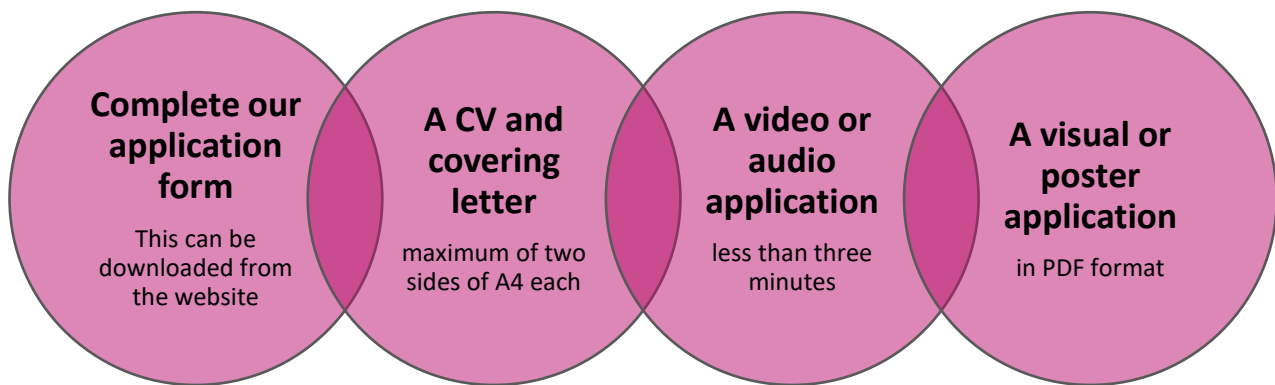 Complete our
application
form
This can be
downloaded from
the website
A CV and
covering
letter
maximum of two
sides of A4 each
A video or
audio
application
less than three
minutes
A visual or
poster
application
in PDF format